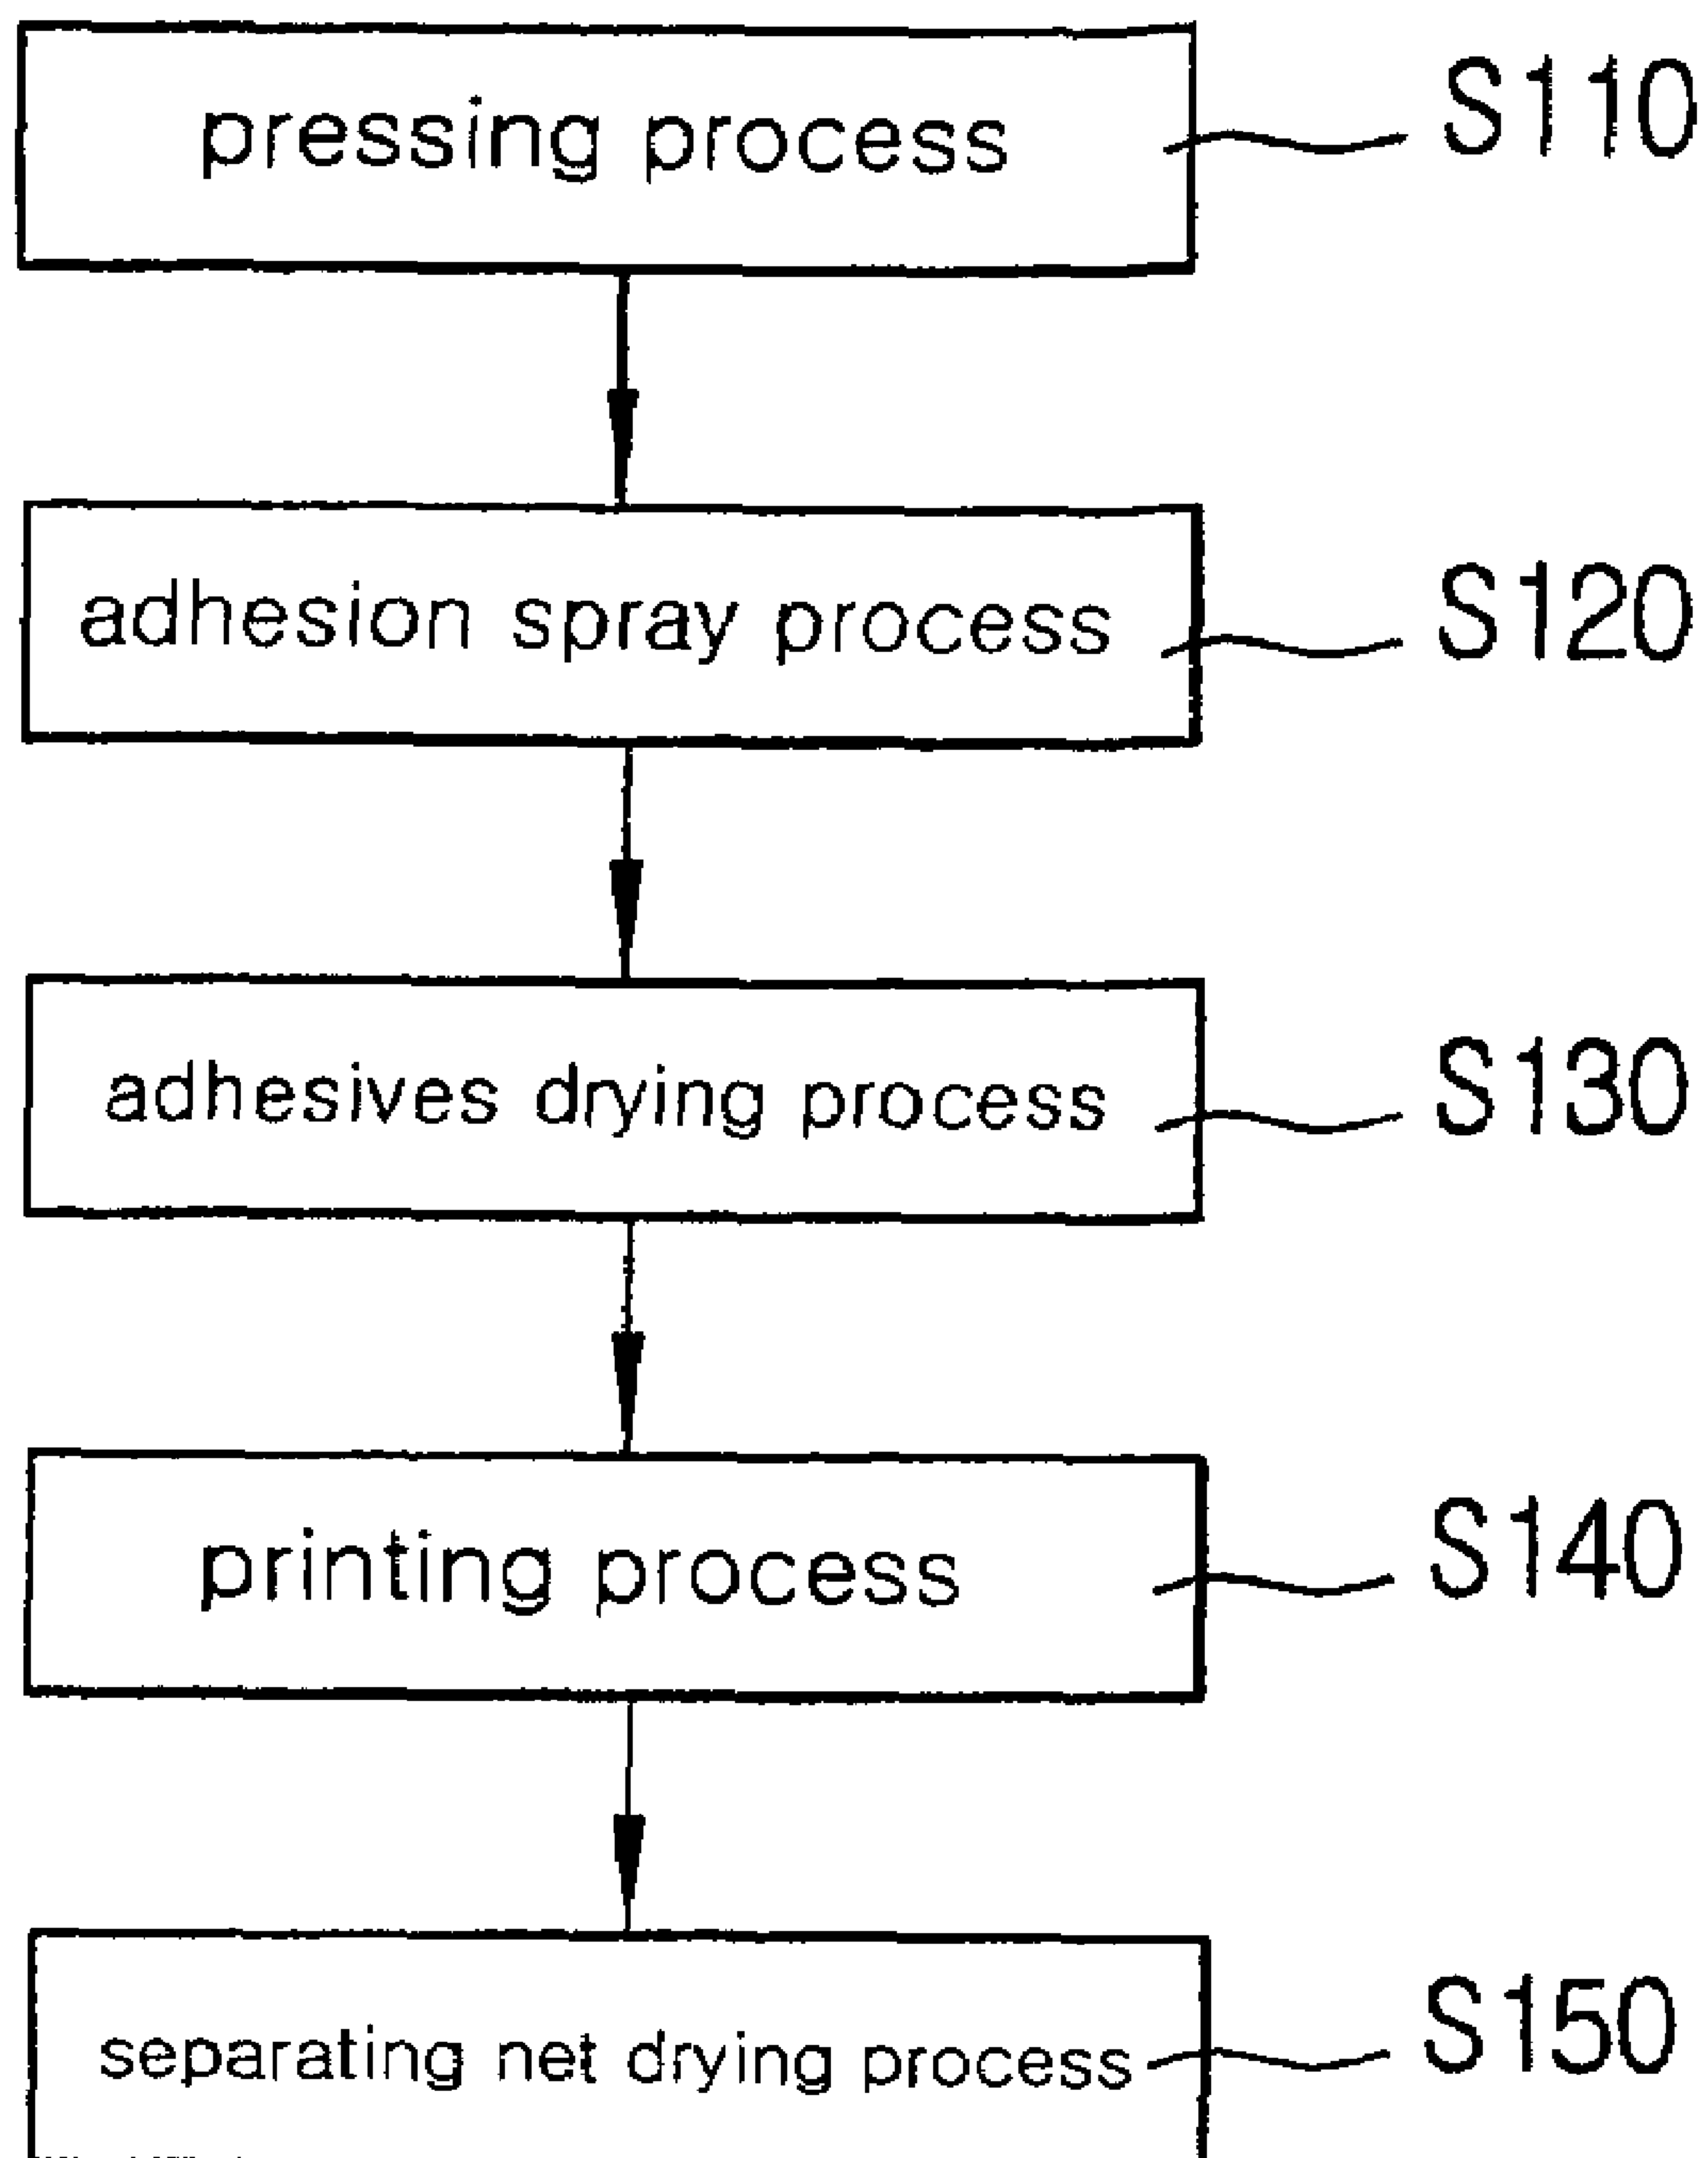 pressing process S110
adhesion spray process S120
adhesives drying process S130
printing process S140
separating net drying process S150